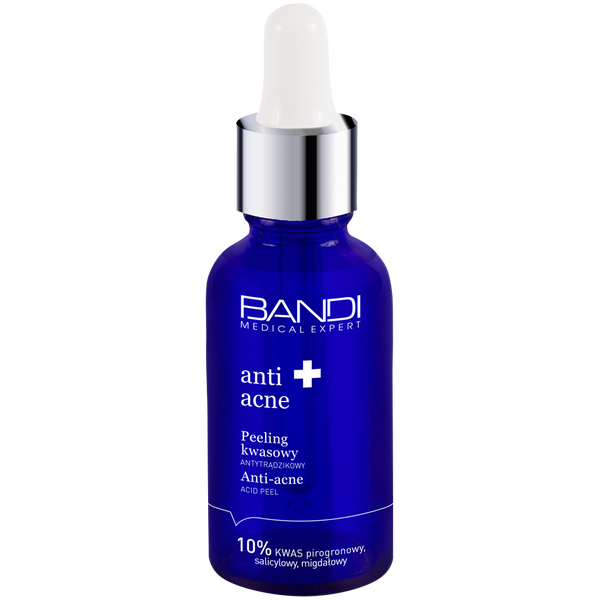 BANDI
MEDICAL EXPERT
anti
acne
Peeling
kwasowy
ANTYTRĄDZIKOWY
Anti-acne
ACID PEEL
10% KWAS pirogronowy,
salicylowy, migdałowy